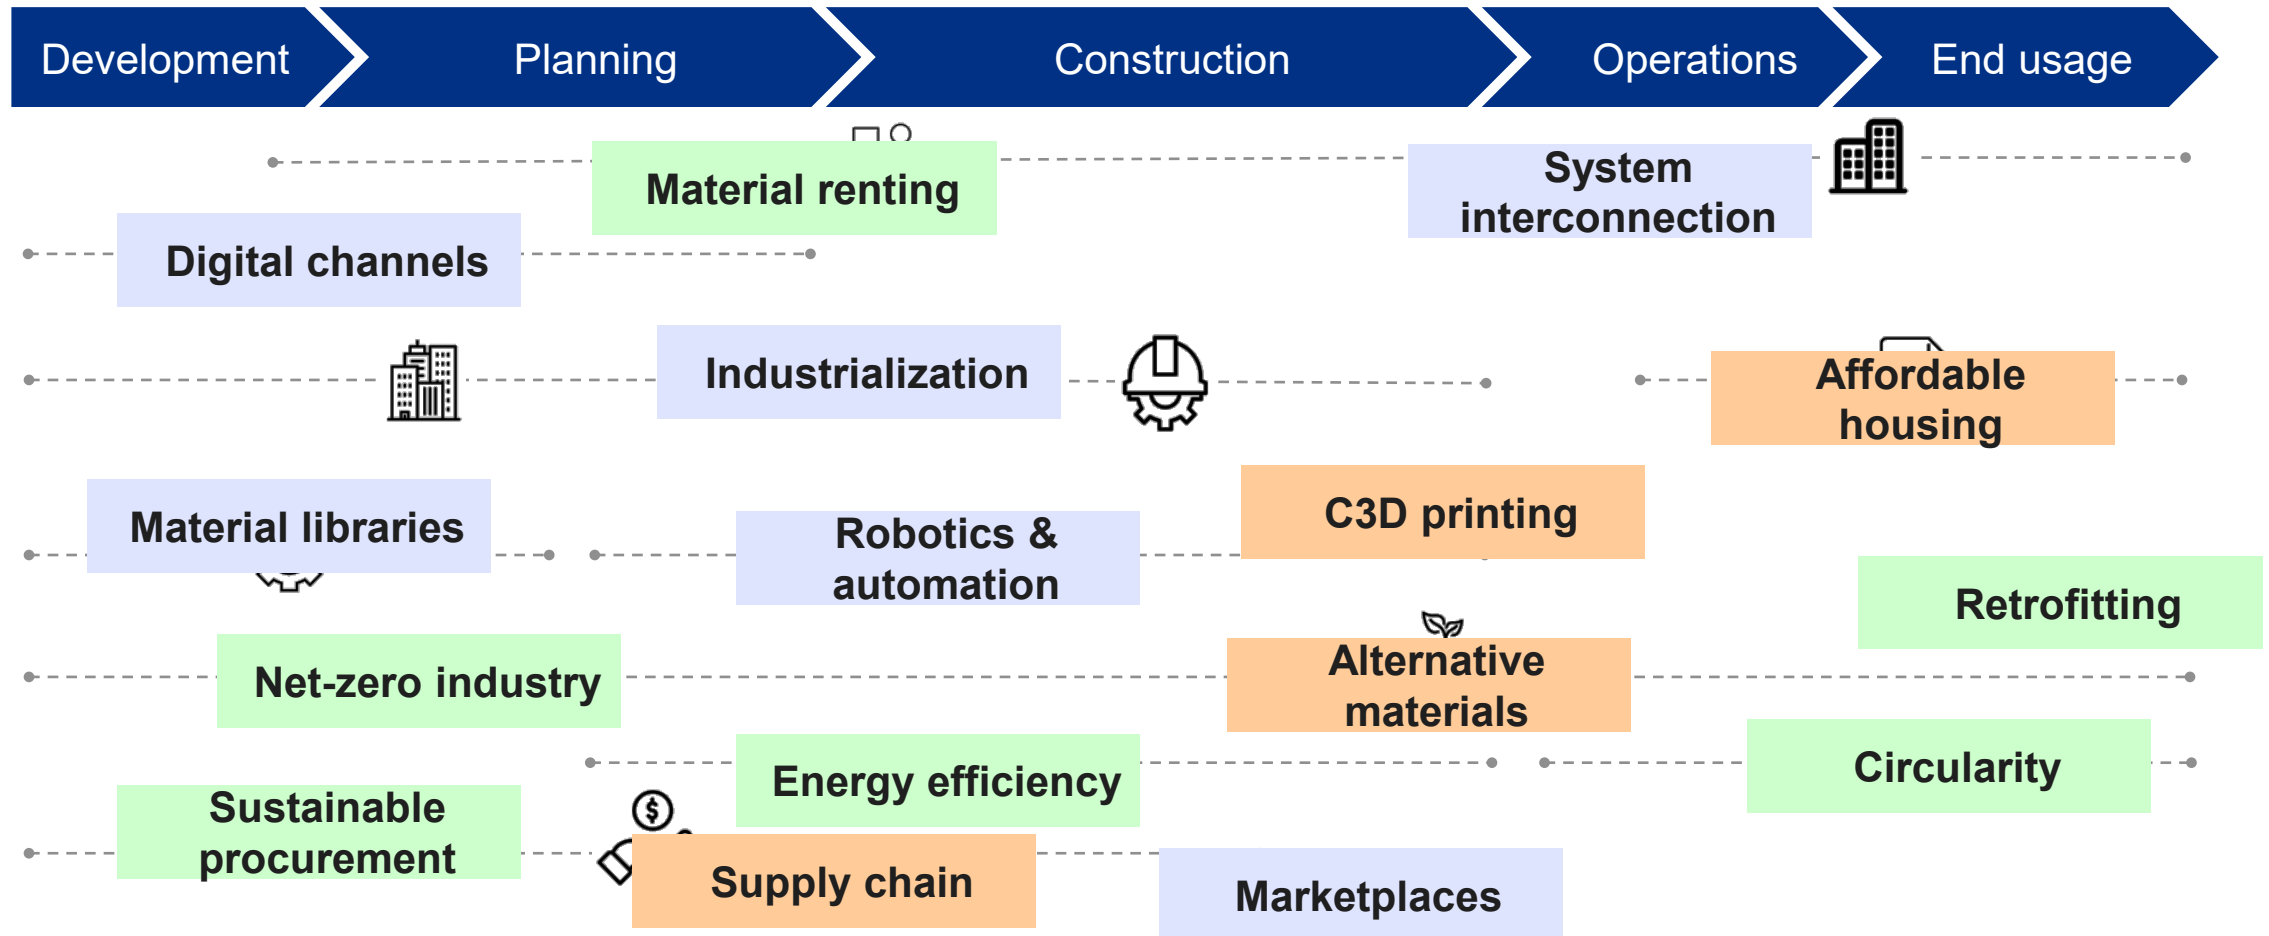 Development
Planning
Construction
Operations
End usage
Material renting
System
interconnection
Digital channels
Industrialization
Affordable
housing
Material libraries
Robotics &
automation
C3D printing
Retrofitting
Net-zero industry
Alternative
materials
Energy efficiency
Circularity
Sustainable
procurement
$
Supply chain
Marketplaces